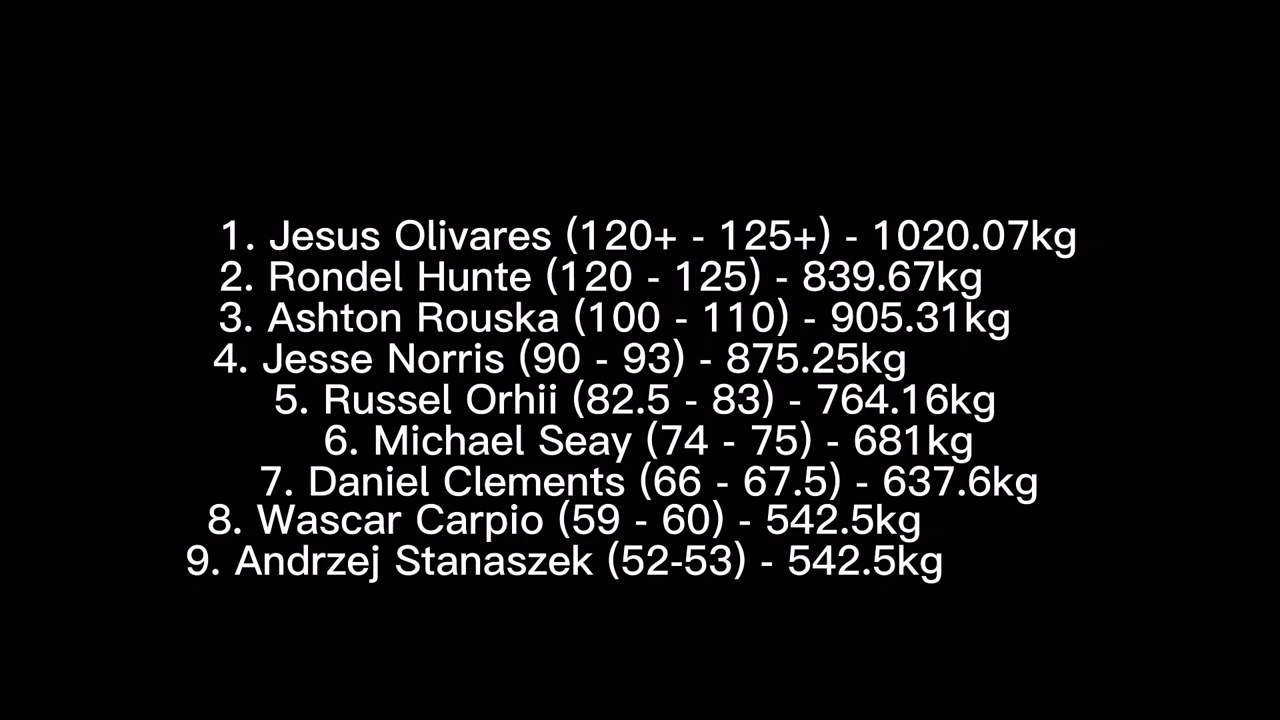 1. Jesus Olivares (120+ - 125+) - 1020.07kg
2. Rondel Hunte (120 - 125) - 839.67kg
3. Ashton Rouska (100 - 110) - 905.31kg
4. Jesse Norris (90 - 93) - 875.25kg
5. Russel Orhii (82.5 - 83) - 764.16kg
6. Michael Seay (74 - 75) - 681kg
7. Daniel Clements (66 - 67.5) - 637.6kg
8. Wascar Carpio (59 - 60) - 542.5kg
9. Andrzej Stanaszek (52-53) - 542.5kg